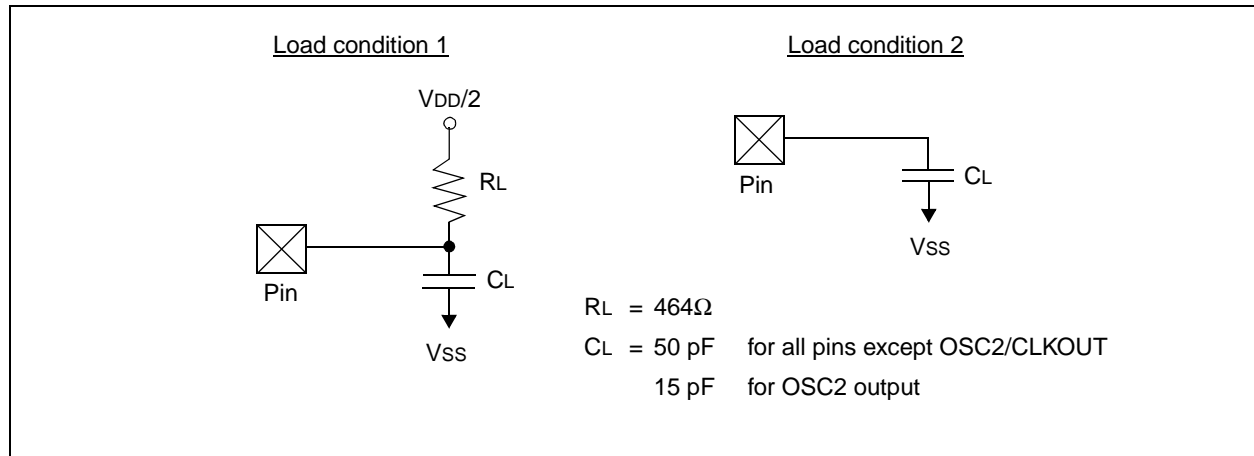 Load condition 1
VDD/2
RL
Pin
CL
VSS
Load condition 2
Pin
CL
VSS
RL = 464Ω
CL = 50 pF for all pins except OSC2/CLKOUT
15 pF for OSC2 output